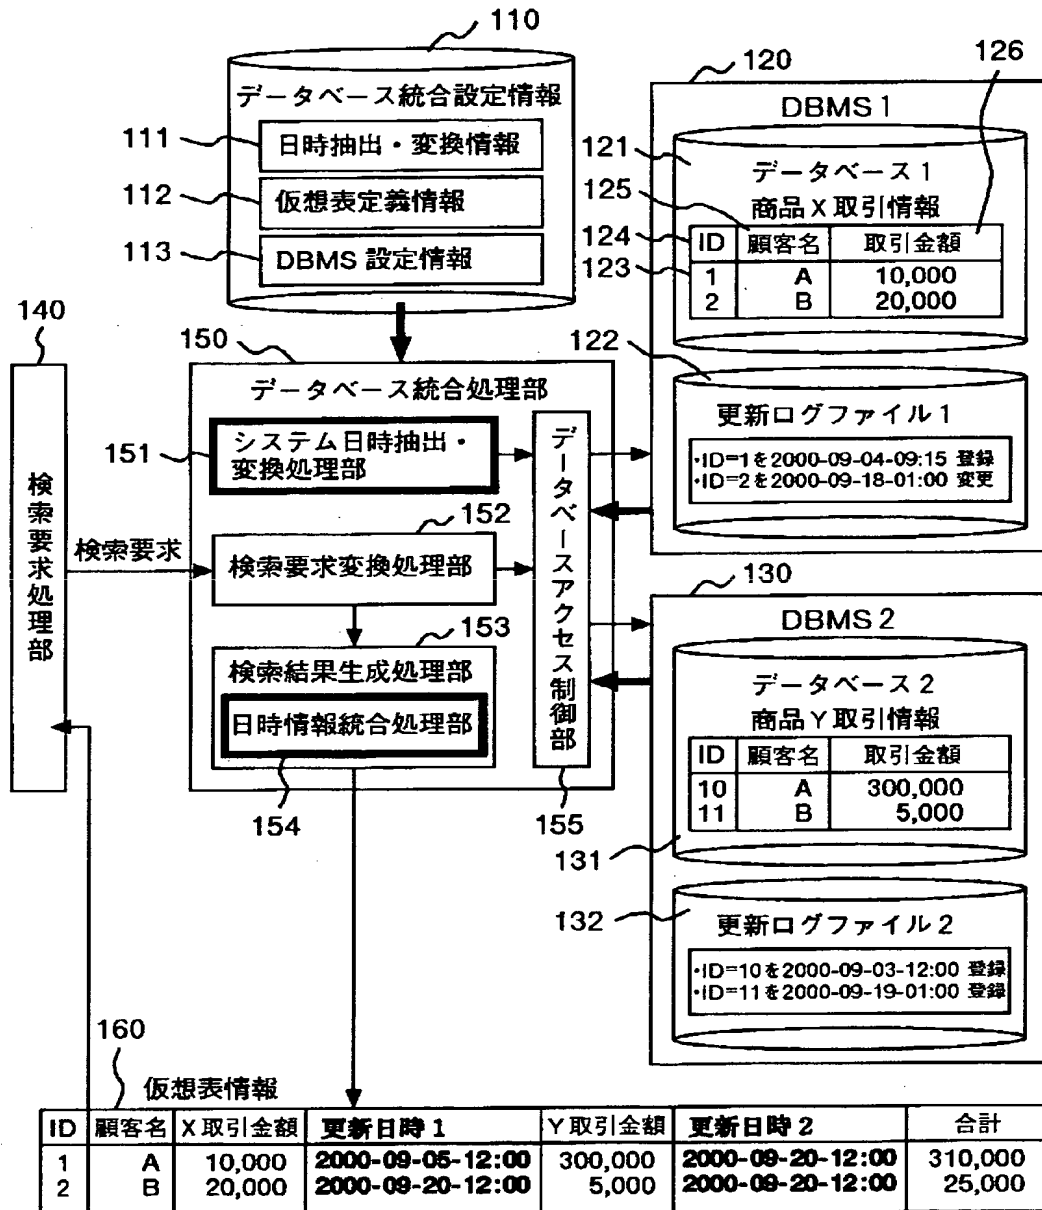 110
データベース統合設定情報
111
日時抽出・変換情報
112
仮想表定義情報
113
DBMS 設定情報
120
126
DBMS 1
121
データベース1
125
商品X取引情報
124
ID 顧客名 取引金額
123
1 A 10,000
2 B 20,000
122
更新ログファイル1
・ID=1を2000-09-04-09:15 登録
・ID=2を2000-09-18-01:00 変更
140
検索要求処理部
検索要求
150
データベース統合処理部
151
システム日時抽出・
変換処理部
152
検索要求変換処理部
153
検索結果生成処理部
日時情報統合処理部
154
データベースアクセス制御部
155
130
DBMS 2
データベース2
商品Y取引情報
ID 顧客名 取引金額
10 A 300,000
11 B 5,000
131
132
更新ログファイル2
・ID=10を2000-09-03-12:00 登録
・ID=11を2000-09-19-01:00 登録
160
仮想表情報
ID 顧客名 X取引金額 更新日時1 Y取引金額 更新日時2 合計
1 A 10,000 2000-09-05-12:00 300,000 2000-09-20-12:00 310,000
2 B 20,000 2000-09-20-12:00 5,000 2000-09-20-12:00 25,000